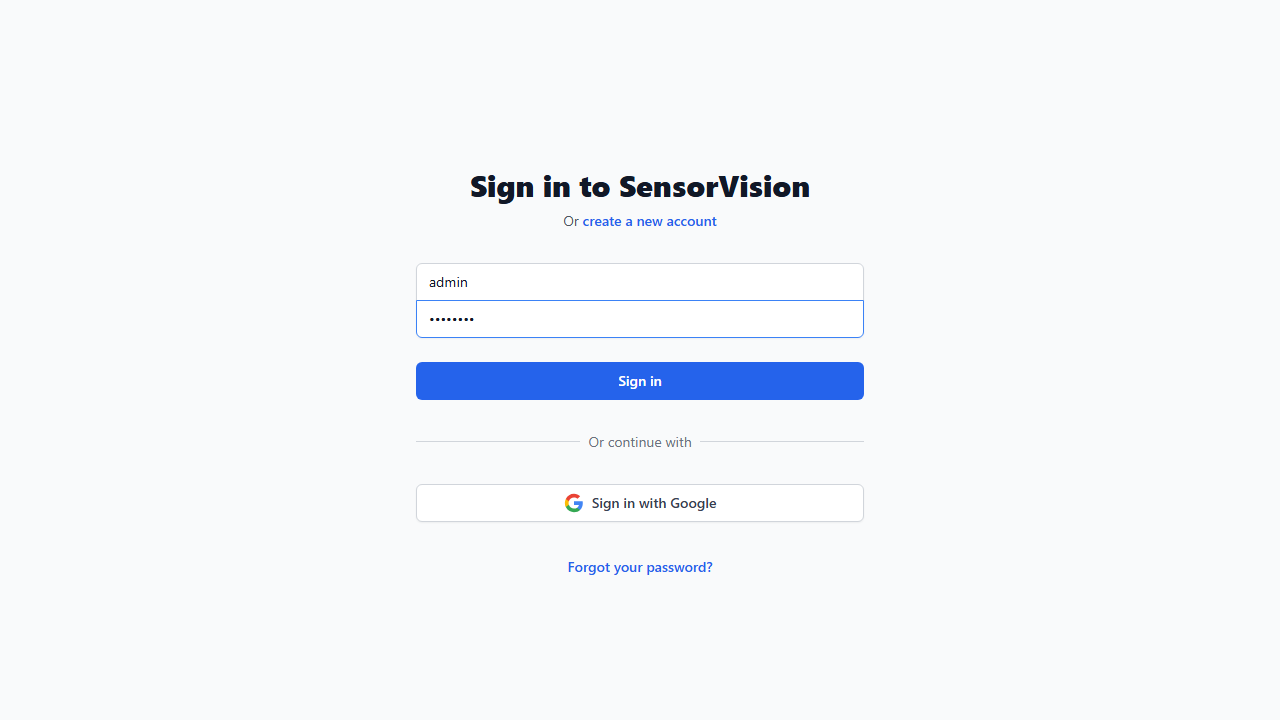 Sign in to SensorVision
Or create a new account
admin
••••••••
Sign in
Or continue with
Sign in with Google
Forgot your password?